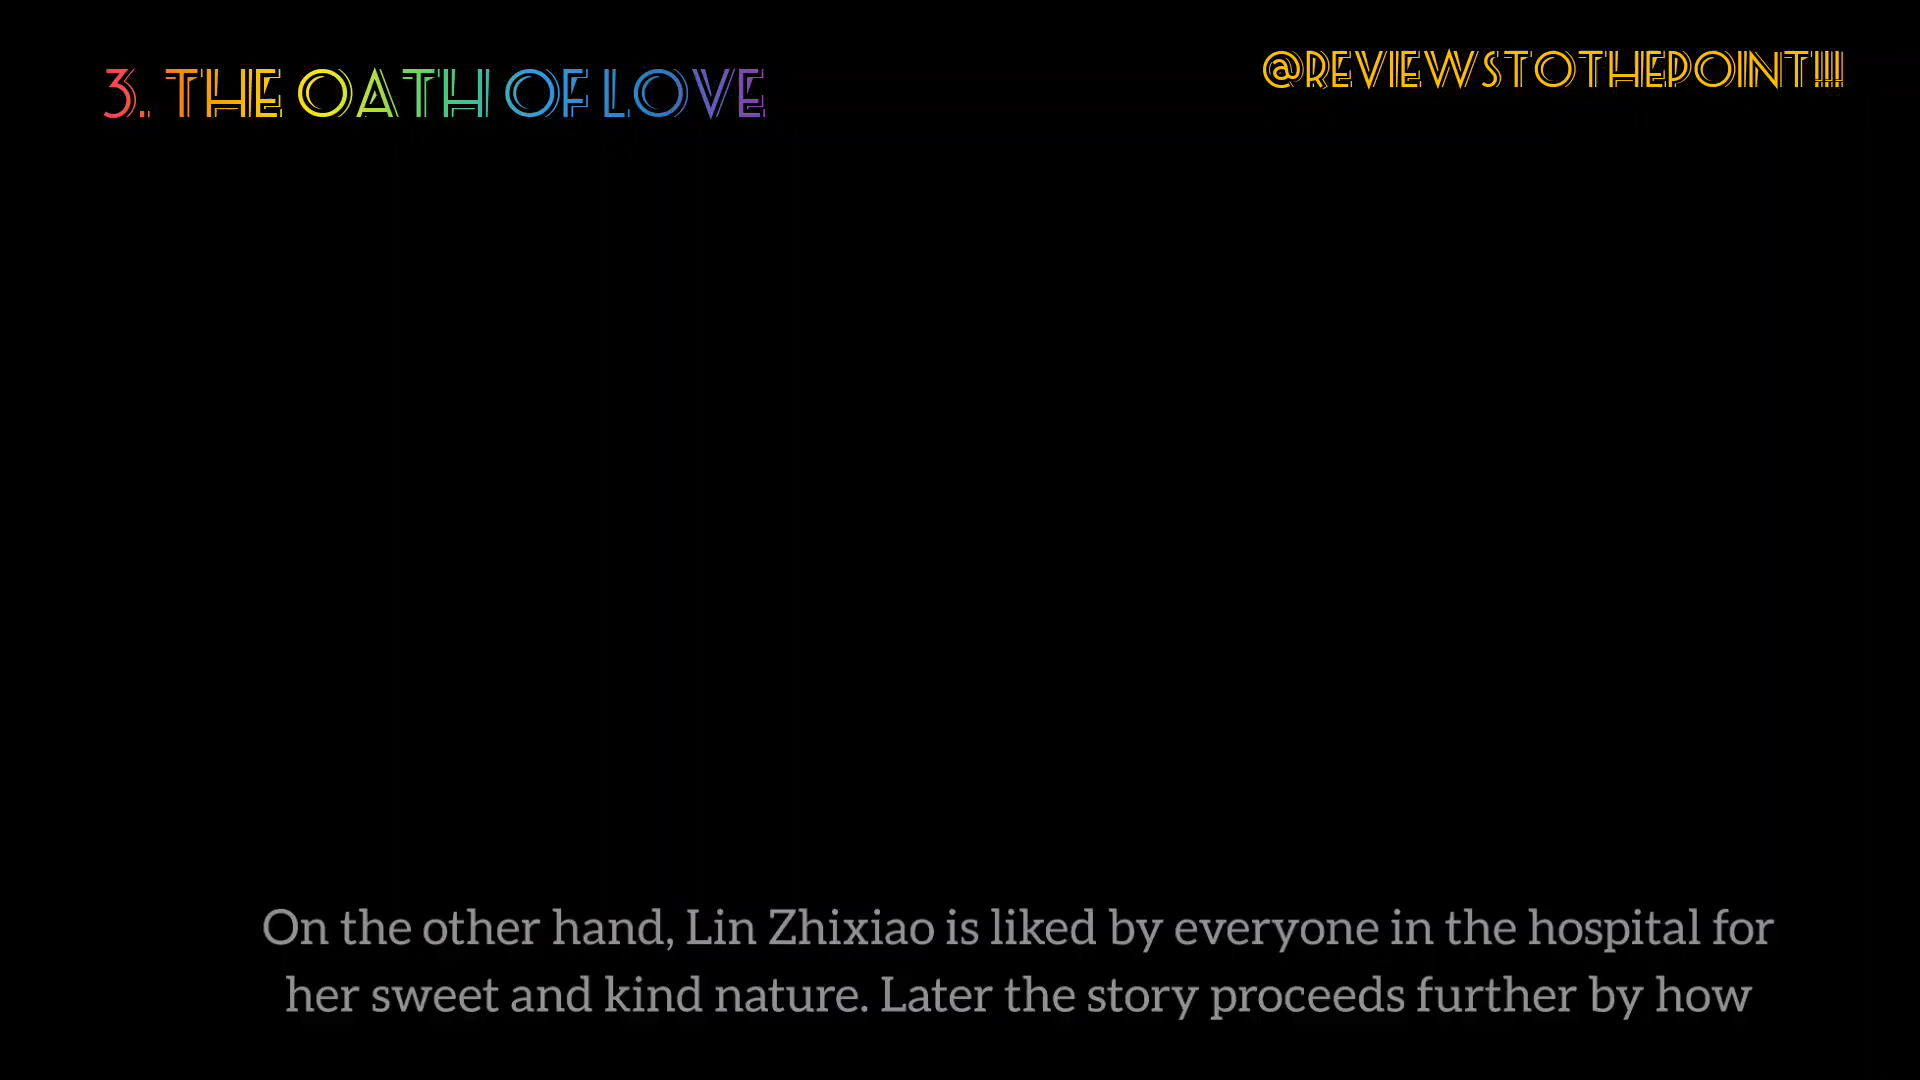 3. THE OATH OF LOVE
@REVIEWSTOTHEPOINT!!!
On the other hand, Lin Zhixiao is liked by everyone in the hospital for
her sweet and kind nature. Later the story proceeds further by how